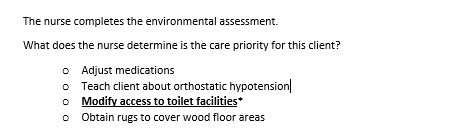 The nurse completes the environmental assessment.
What does the nurse determine is the care priority for this client?
o Adjust medications
o Teach client about orthostatic hypotension
o Modify access to toilet facilities*
o Obtain rugs to cover wood floor areas